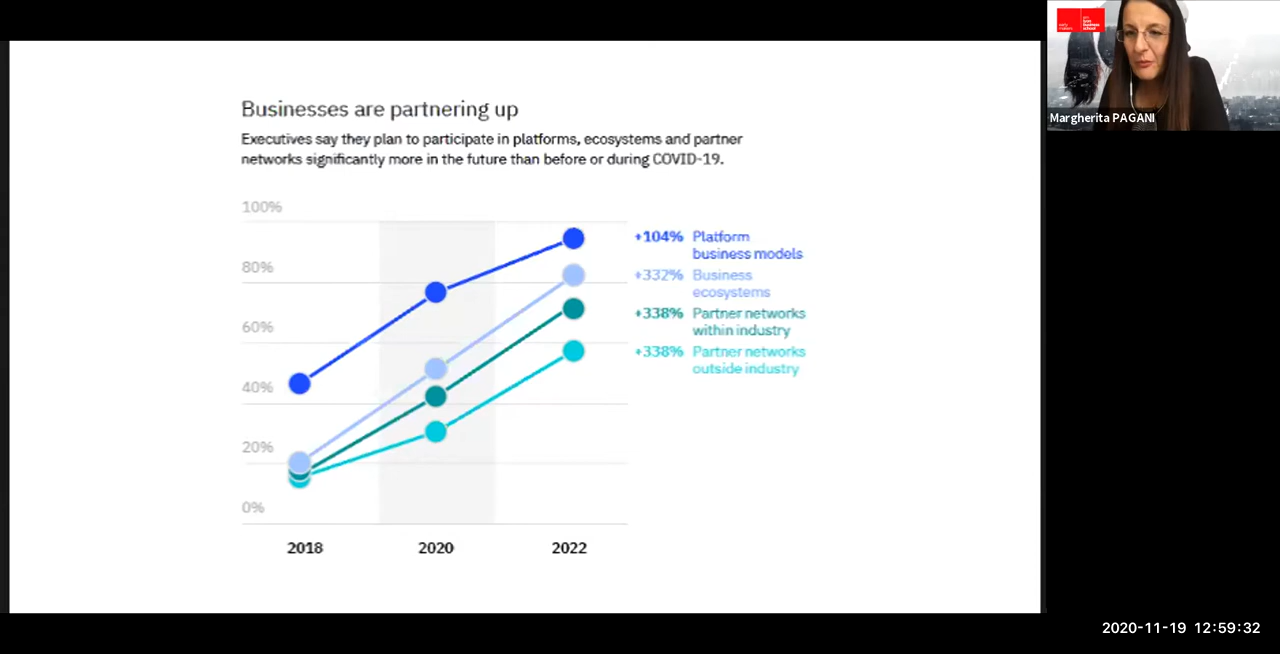 Businesses are partnering up
Executives say they plan to participate in platforms, ecosystems and partner
networks significantly more in the future than before or during COVID-19.
100%
80%
60%
40%
20%
0%
2018 2020 2022
+104% Platform
business models
+332% Business
ecosystems
+338% Partner networks
within industry
+338% Partner networks
outside industry
Margherita PAGANI
2020-11-19 12:59:32